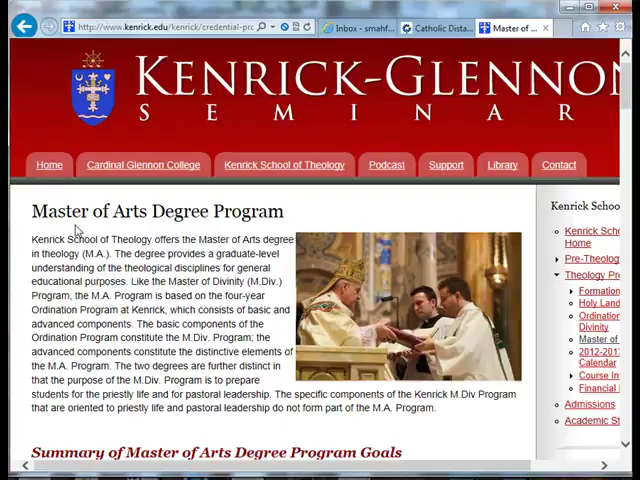 http://www.kenrick.edu/kenrick/credential-prc
Inbox - smahf...
Catholic Dista...
Master of ...
KENRICK-GLENNON
SEMINAR
Home
Cardinal Glennon College
Kenrick School of Theology
Podcast
Support
Library
Contact
Master of Arts Degree Program
Kenrick School of Theology offers the Master of Arts degree
in theology (M.A.). The degree provides a graduate-level
understanding of the theological disciplines for general
educational purposes. Like the Master of Divinity (M.Div.)
Program, the M.A. Program is based on the four-year
Ordination Program at Kenrick, which consists of basic and
advanced components. The basic components of the
Ordination Program constitute the M.Div. Program; the
advanced components constitute the distinctive elements of
the M.A. Program. The two degrees are further distinct in
that the purpose of the M.Div. Program is to prepare
students for the priestly life and for pastoral leadership. The specific components of the Kenrick M.Div Program
that are oriented to priestly life and pastoral leadership do not form part of the M.A. Program.
Summary of Master of Arts Degree Program Goals
Kenrick Schoo
Kenrick Scho
Home
Pre-Theology
Theology Pro
Formation
Holy Land
Ordination
Divinity
Master of
2012-201
Calendar
Course In
Financial
Admissions
Academic St